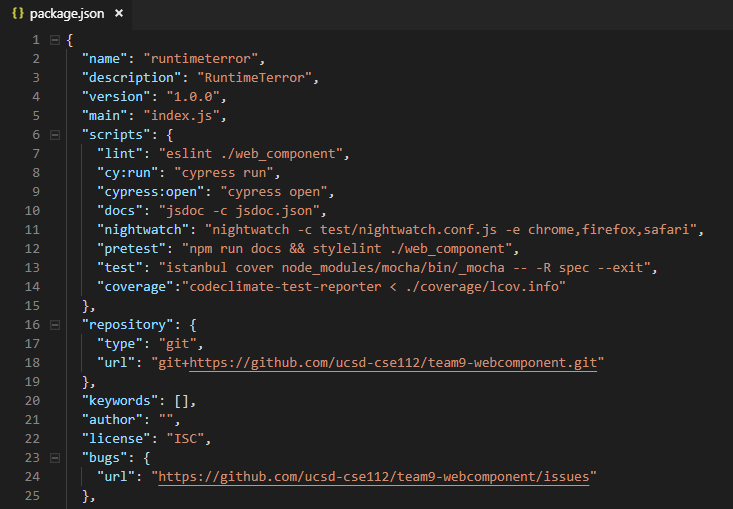 {} package.json ×
1 {
2 "name": "runtimeterror",
3 "description": "RuntimeTerror",
4 "version": "1.0.0",
5 "main": "index.js",
6 "scripts": {
7 "lint": "eslint ./web_component",
8 "cy:run": "cypress run",
9 "cypress:open": "cypress open",
10 "docs": "jsdoc -c jsdoc.json",
11 "nightwatch": "nightwatch -c test/nightwatch.conf.js -e chrome,firefox,safari",
12 "pretest": "npm run docs && stylelint ./web_component",
13 "test": "istanbul cover node_modules/mocha/bin/_mocha -- -R spec --exit",
14 "coverage":"codeclimate-test-reporter < ./coverage/lcov.info"
15 },
16 "repository": {
17 "type": "git",
18 "url": "git+https://github.com/ucsd-cse112/team9-webcomponent.git"
19 },
20 "keywords": [],
21 "author": "",
22 "license": "ISC",
23 "bugs": {
24 "url": "https://github.com/ucsd-cse112/team9-webcomponent/issues"
25 },